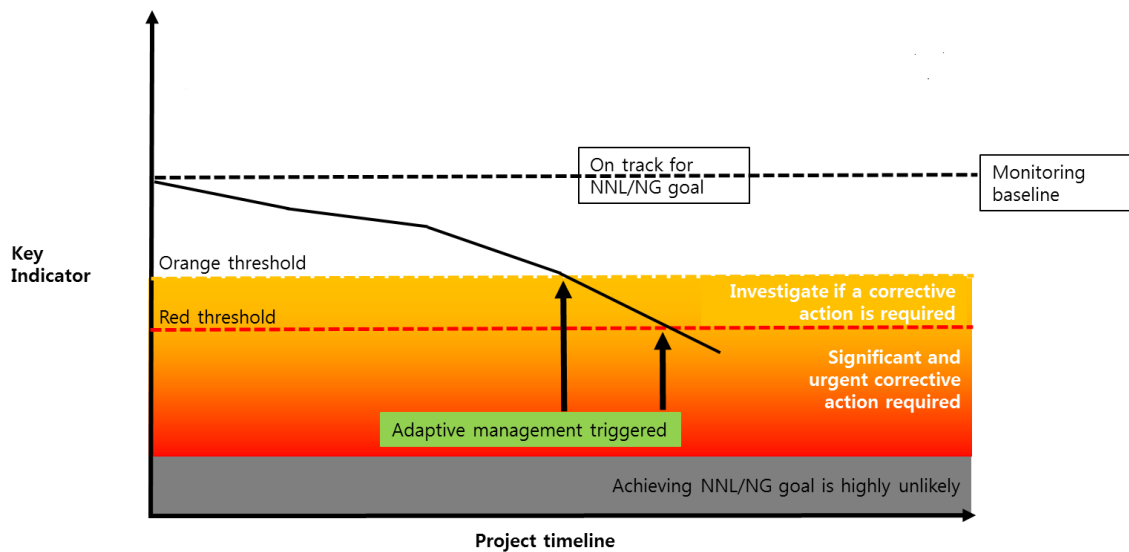 On track for
NNL/NG goal
Monitoring
baseline
Key
Indicator
Orange threshold
Investigate if a corrective
action is required
Red threshold
Significant and
urgent corrective
action required
Adaptive management triggered
Achieving NNL/NG goal is highly unlikely
Project timeline